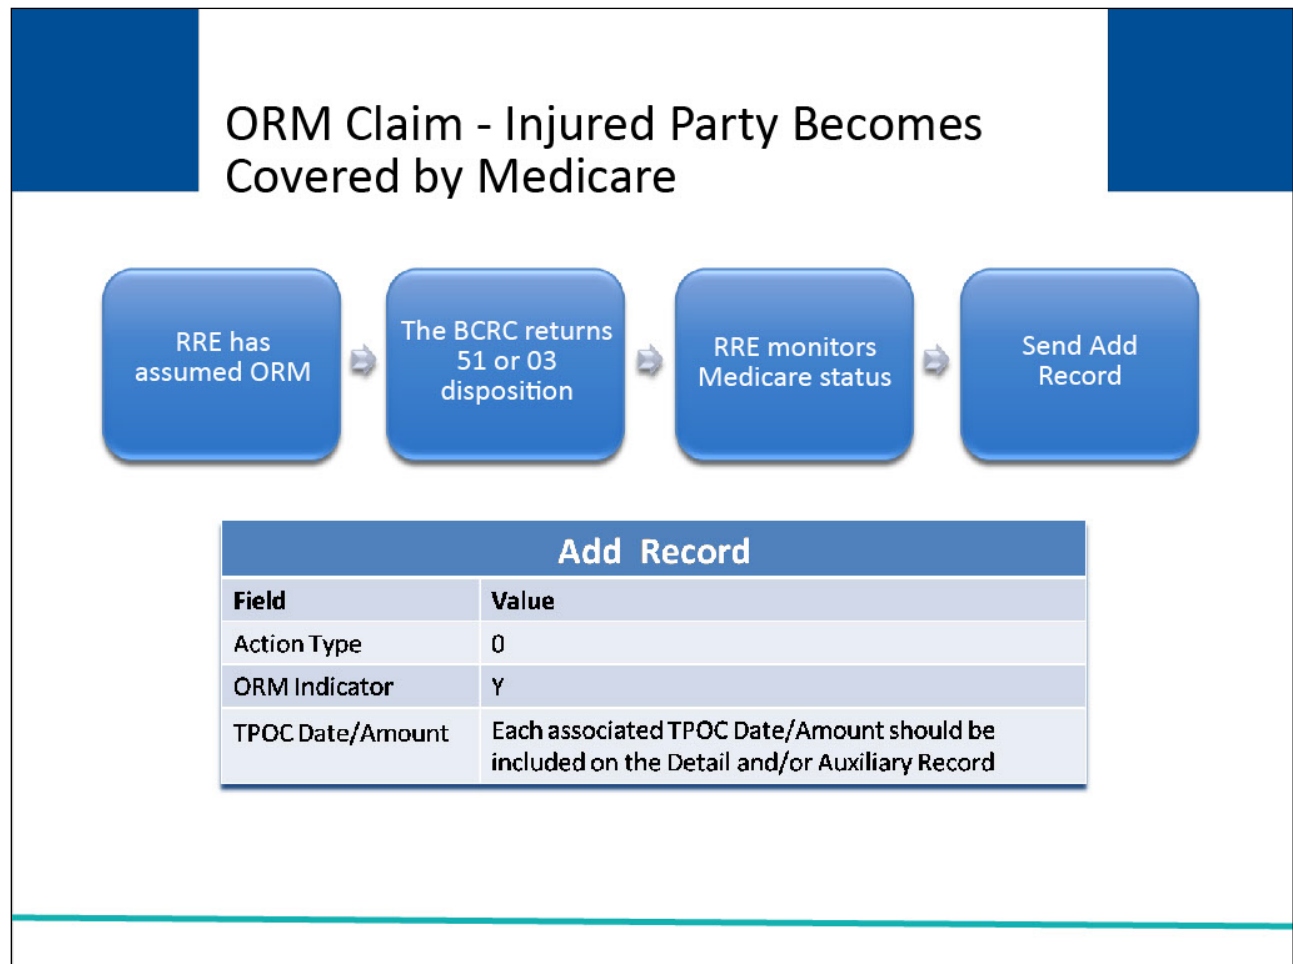 ORM Claim - Injured Party Becomes
Covered by Medicare
RRE has
assumed ORM
The BCRC returns
51 or 03
disposition
RRE monitors
Medicare status
Send Add
Record
Add Record
Field Value
Action Type 0
ORM Indicator Y
TPOC Date/Amount Each associated TPOC Date/Amount should be
included on the Detail and/or Auxiliary Record